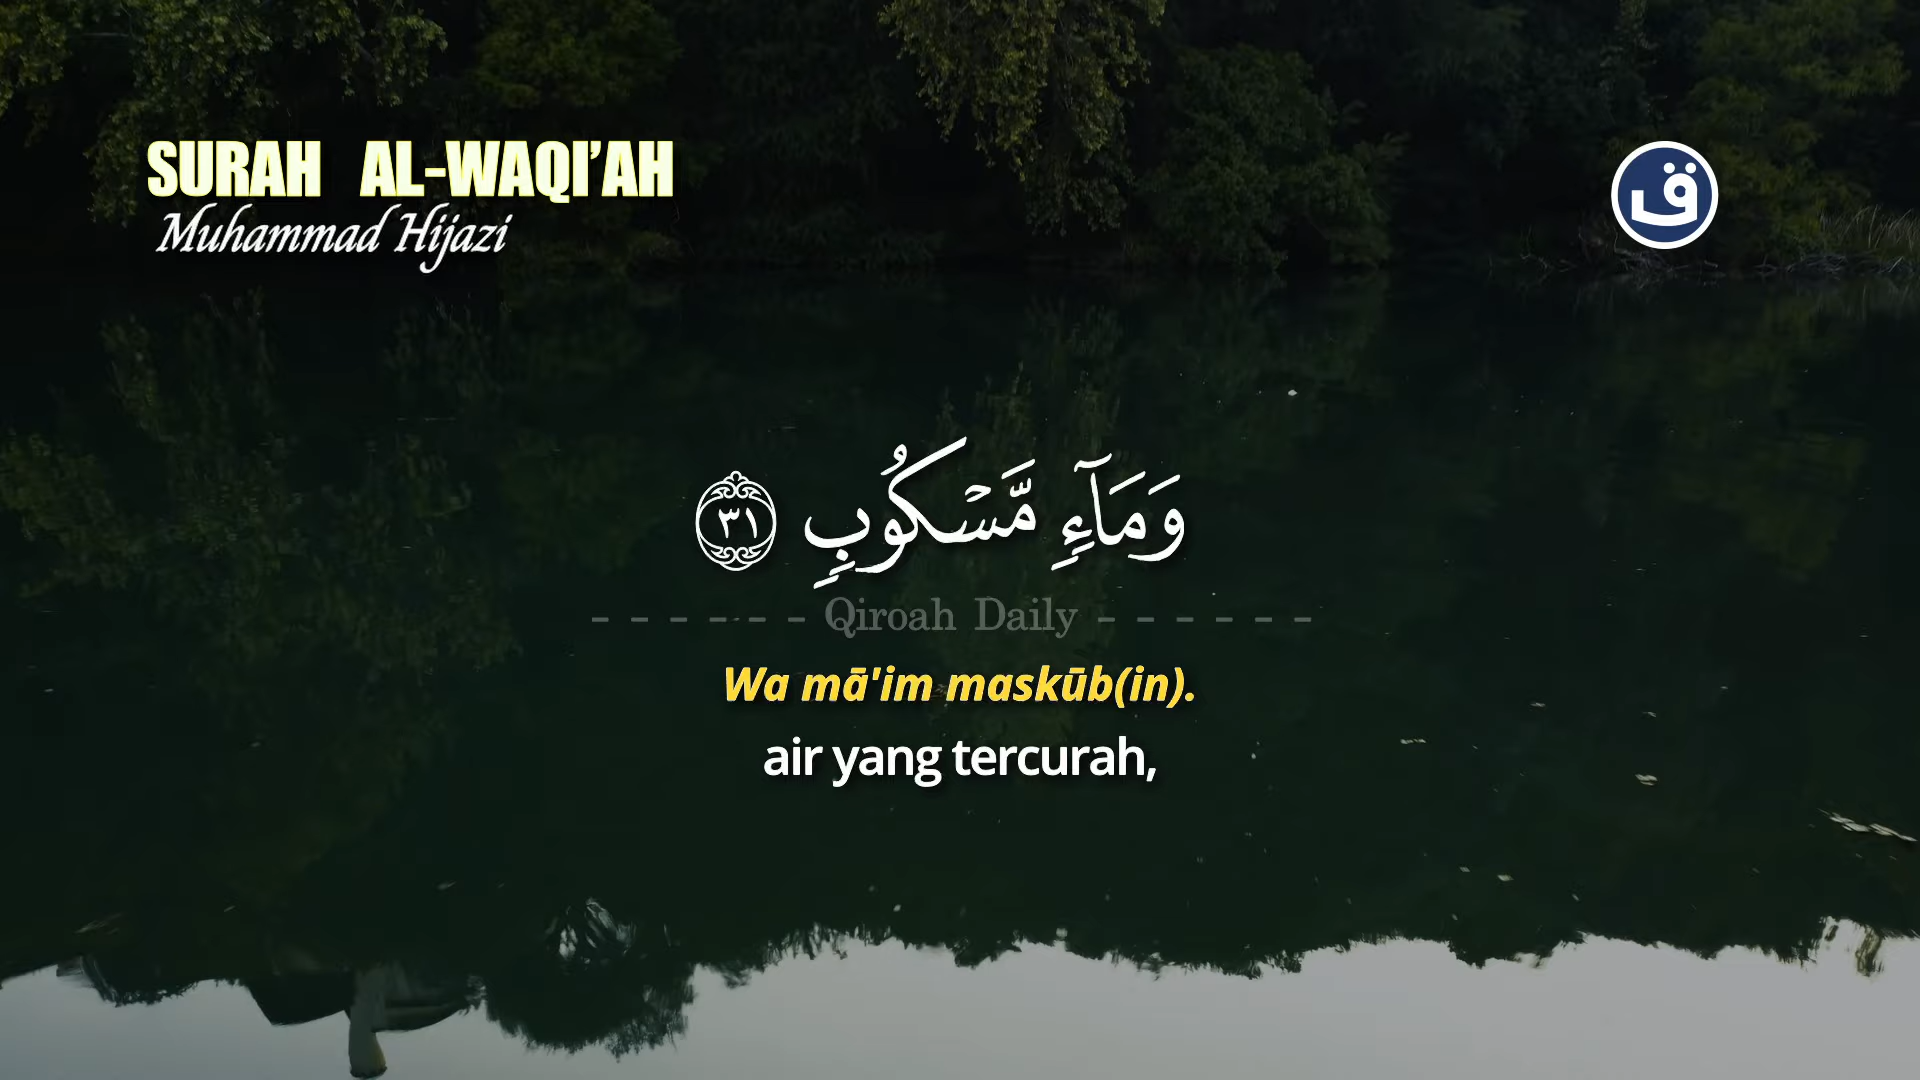 SURAH AL-WAQI’AH
Muhammad Hijazi
ق
وَمَآءٍ مَّسۡكُوبٖ ٣١
- - - - - - Qiroah Daily - - - - - -
Wa mā'im maskūb(in).
air yang tercurah,